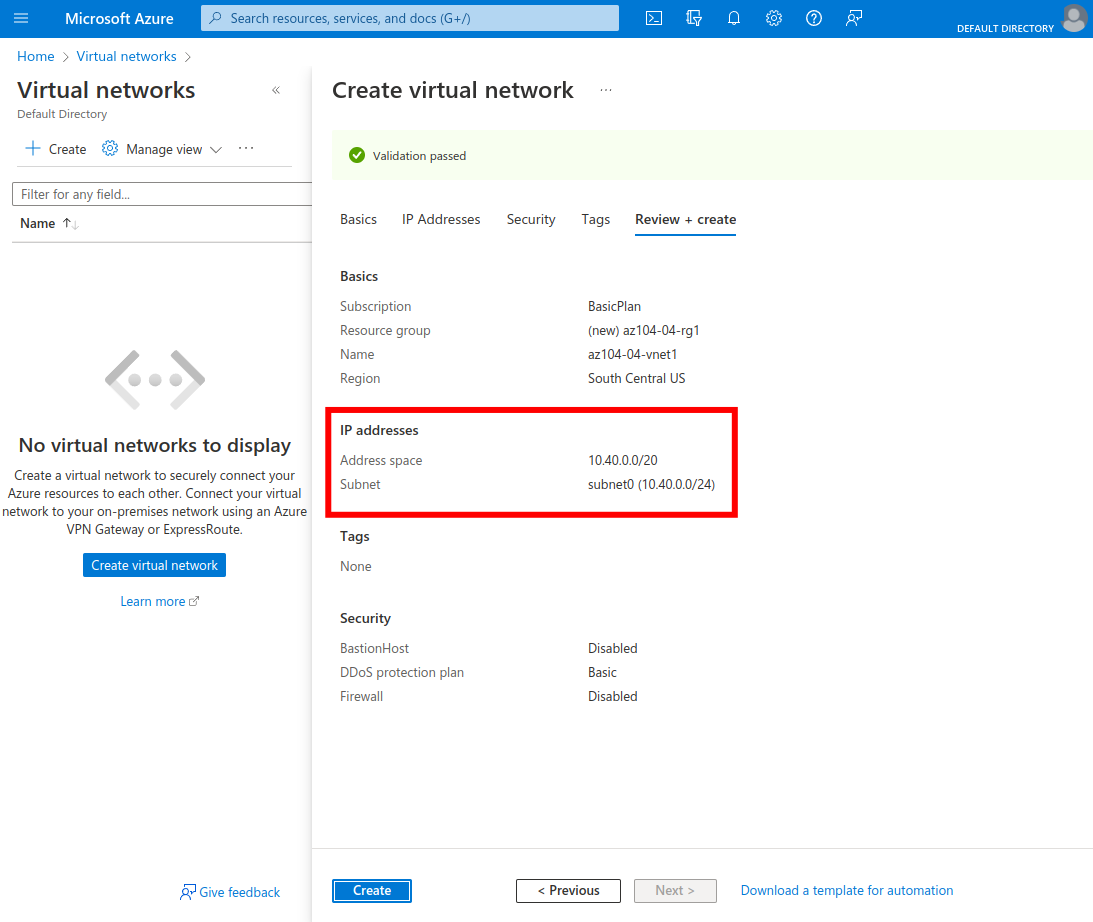 Microsoft Azure
Search resources, services, and docs (G+/)
DEFAULT DIRECTORY
Home > Virtual networks >
Virtual networks
«
Default Directory
Create
Manage view
...
Filter for any field...
Name ↑↓
No virtual networks to display
Create a virtual network to securely connect your
Azure resources to each other. Connect your virtual
network to your on-premises network using an Azure
VPN Gateway or ExpressRoute.
Create virtual network
Learn more
Give feedback
Create virtual network
...
Validation passed
Basics IP Addresses Security Tags Review + create
Basics
Subscription BasicPlan
Resource group (new) az104-04-rg1
Name az104-04-vnet1
Region South Central US
IP addresses
Address space 10.40.0.0/20
Subnet subnet0 (10.40.0.0/24)
Tags
None
Security
BastionHost Disabled
DDoS protection plan Basic
Firewall Disabled
Create
< Previous
Next >
Download a template for automation